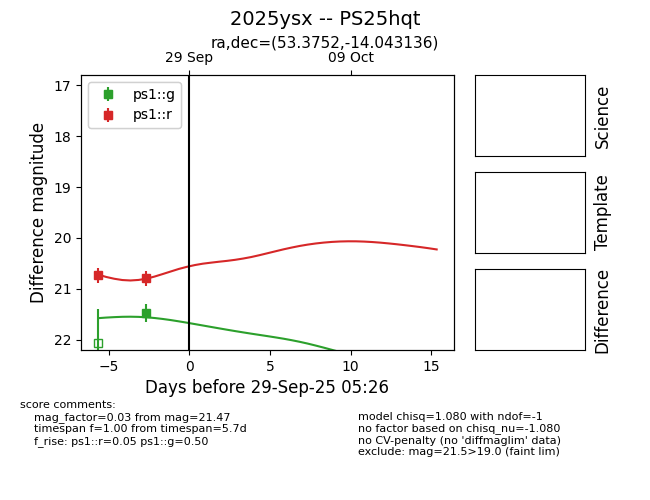 2025ysx -- PS25hqt
ra,dec=(53.3752,-14.043136)
29 Sep
09 Oct
ps1::g
ps1::r
17
18
19
20
21
22
Difference magnitude
−5
0
5
10
15
Days before 29-Sep-25 05:26
Science
Template
Difference
score comments:
mag_factor=0.03 from mag=21.47
timespan f=1.00 from timespan=5.7d
f_rise: ps1::r=0.05 ps1::g=0.50
model chisq=1.080 with ndof=-1
no factor based on chisq_nu=-1.080
no CV-penalty (no 'diffmaglim' data)
exclude: mag=21.5>19.0 (faint lim)